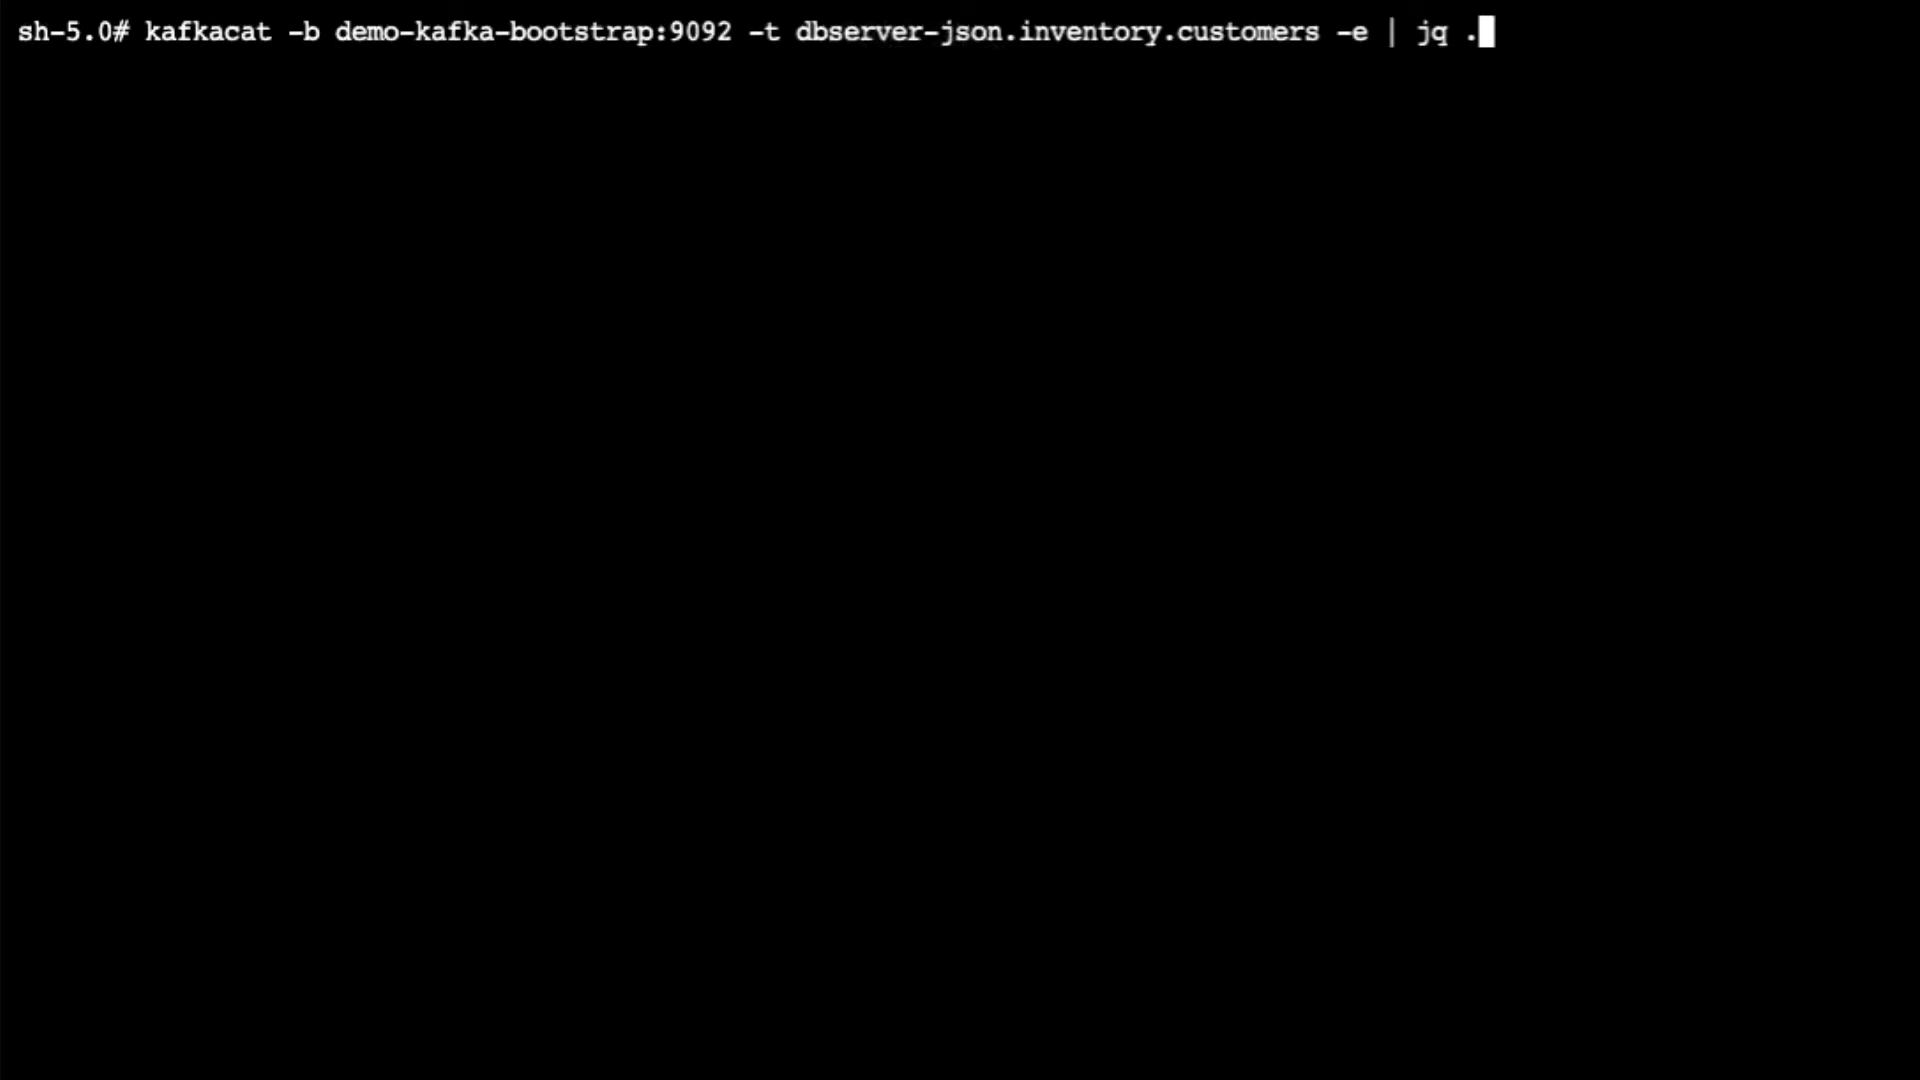 sh-5.0# kafkacat -b demo-kafka-bootstrap:9092 -t dbserver-json.inventory.customers -e | jq .